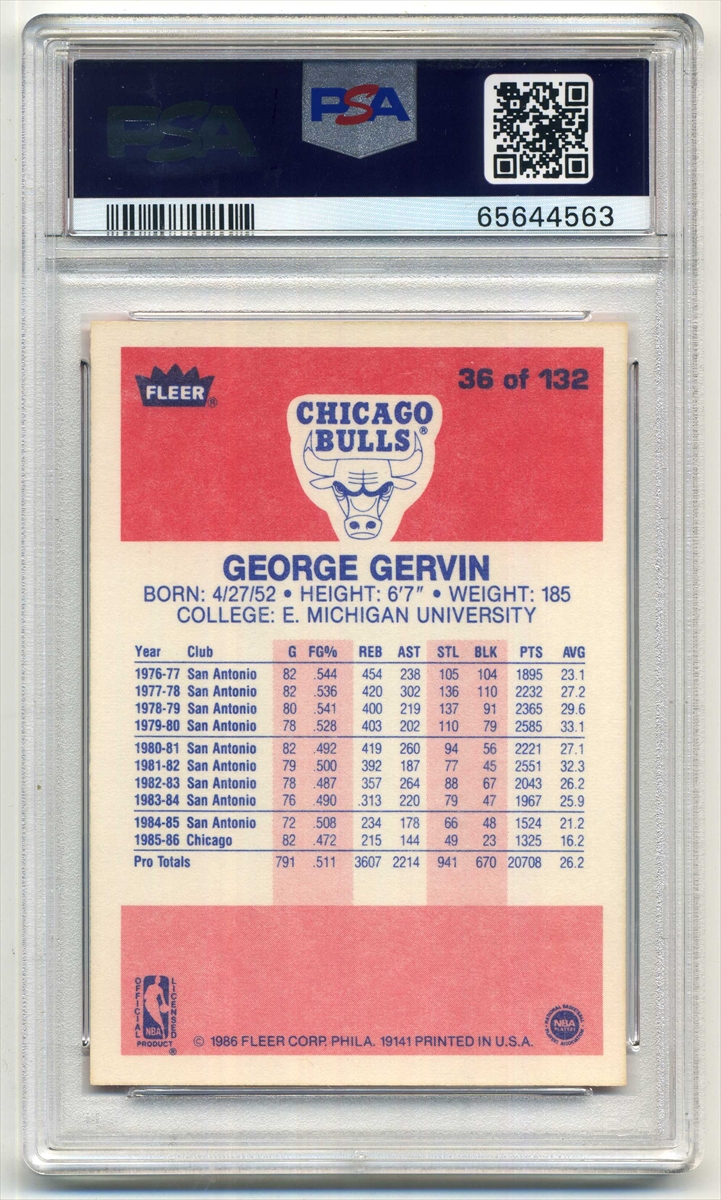 PSA
PSA
65644563
FLEER®
36 of 132
CHICAGO
BULLS®
GEORGE GERVIN
BORN: 4/27/52 • HEIGHT: 6'7" • WEIGHT: 185
COLLEGE: E. MICHIGAN UNIVERSITY
Year Club G FG% REB AST STL BLK PTS AVG
1976-77 San Antonio 82 .544 454 238 105 104 1895 23.1
1977-78 San Antonio 82 .536 420 302 136 110 2232 27.2
1978-79 San Antonio 80 .541 400 219 137 91 2365 29.6
1979-80 San Antonio 78 .528 403 202 110 79 2585 33.1
1980-81 San Antonio 82 .492 419 260 94 56 2221 27.1
1981-82 San Antonio 79 .500 392 187 77 45 2551 32.3
1982-83 San Antonio 78 .487 357 264 88 67 2043 26.2
1983-84 San Antonio 76 .490 .313 220 79 47 1967 25.9
1984-85 San Antonio 72 .508 234 178 66 48 1524 21.2
1985-86 Chicago 82 .472 215 144 49 23 1325 16.2
Pro Totals 791 .511 3607 2214 941 670 20708 26.2
OFFICIAL
LICENSED
NBA
PRODUCT®
© 1986 FLEER CORP. PHILA. 19141 PRINTED IN U.S.A.
NATIONAL BASKETBALL
NBA
PLAYERS
ASSOCIATION